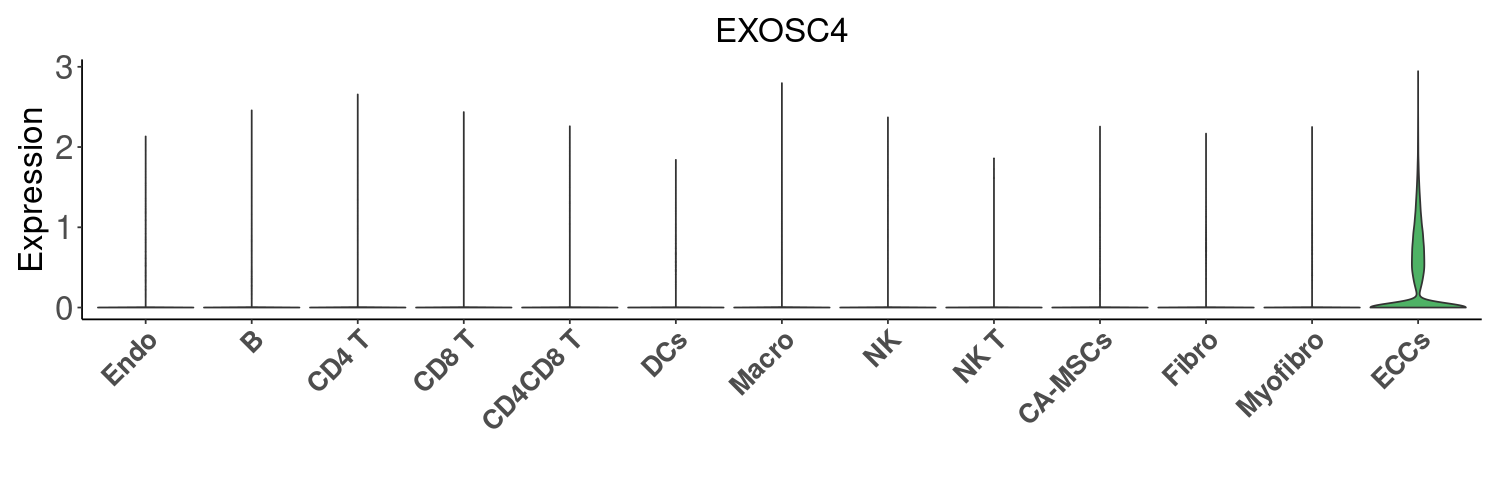 EXOSC4
Expression
3
2
1
0
Endo
B
CD4 T
CD8 T
CD4CD8 T
DCs
Macro
NK
NK T
CA-MSCs
Fibro
Myofibro
ECCs